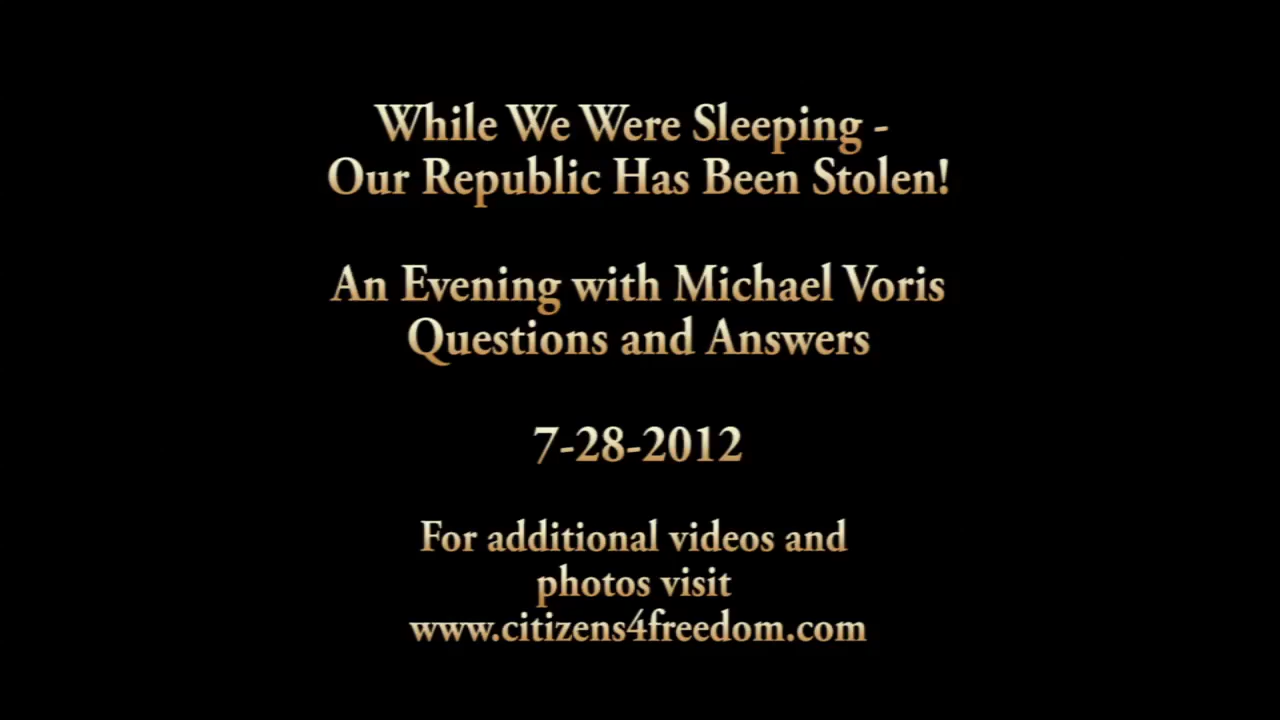 While We Were Sleeping -
Our Republic Has Been Stolen!
An Evening with Michael Voris
Questions and Answers
7-28-2012
For additional videos and
photos visit
www.citizens4freedom.com